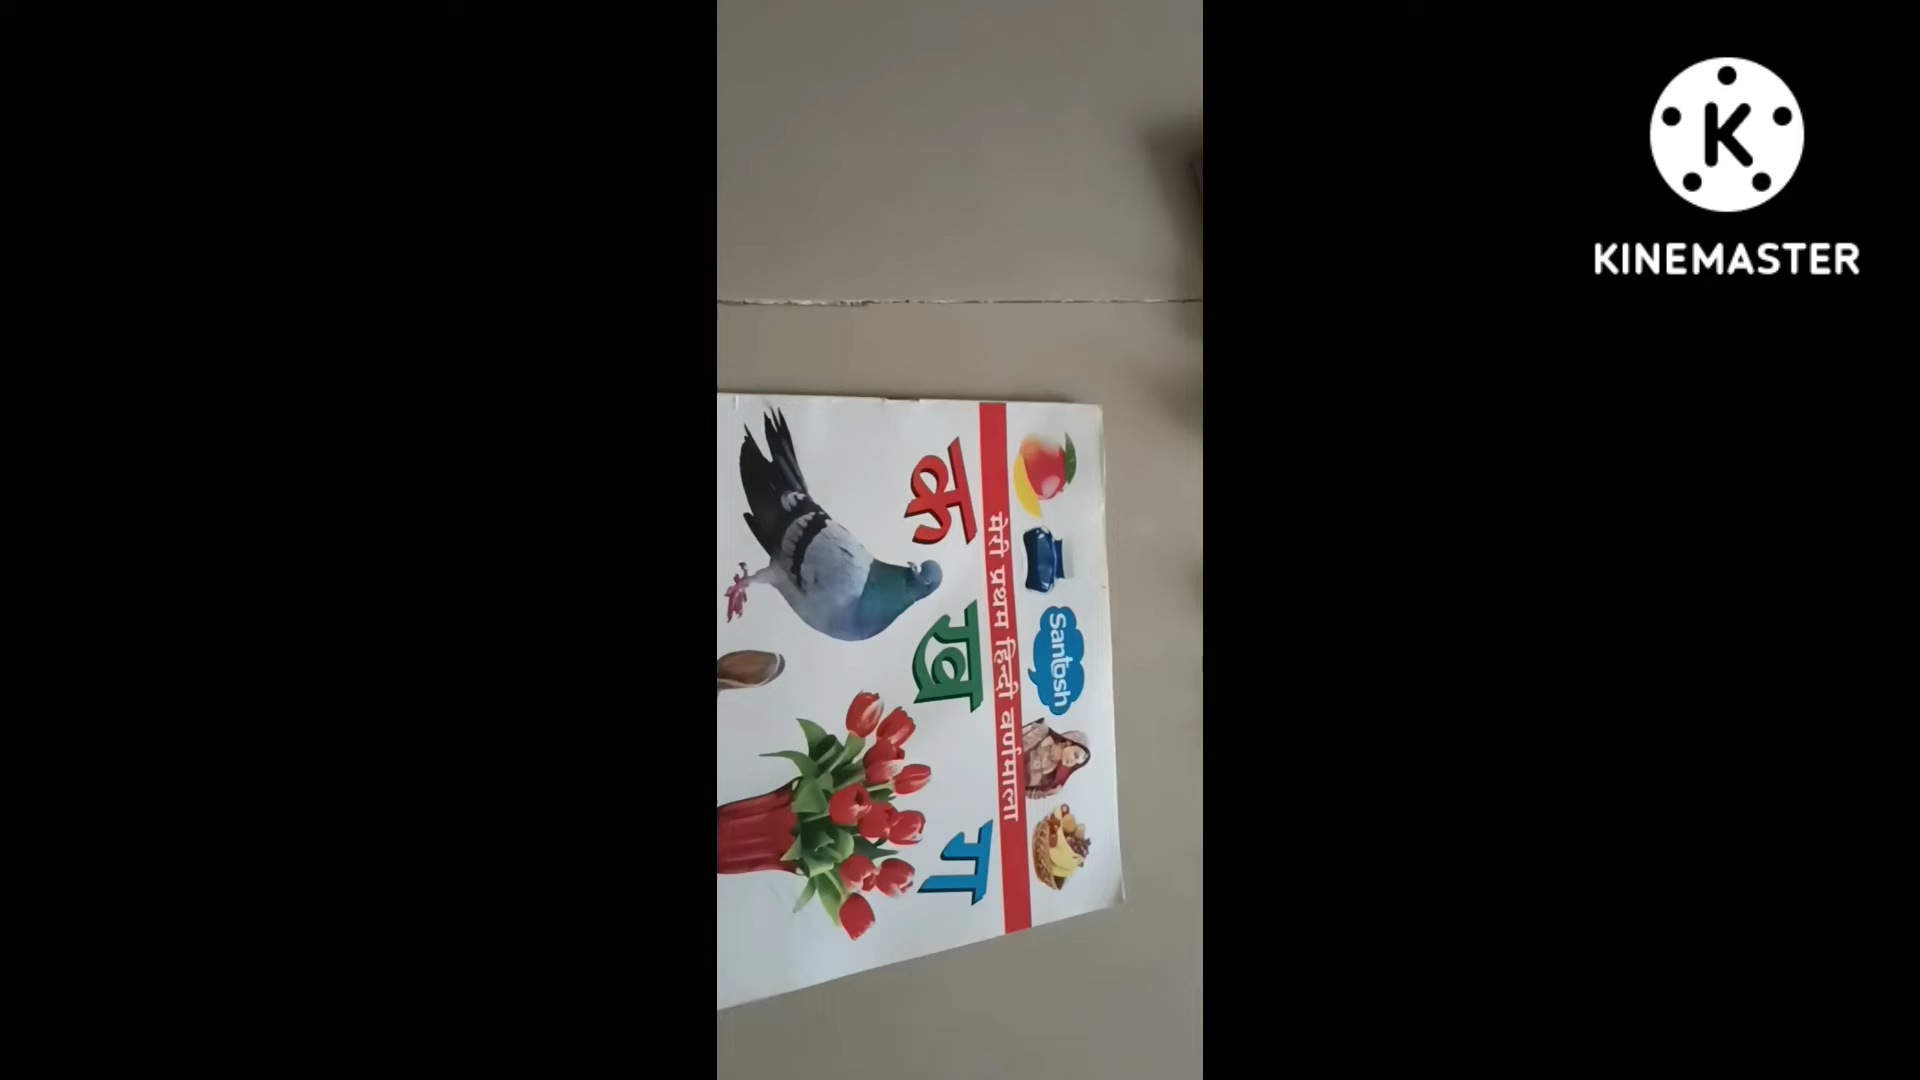 Santosh
मेरी प्रथम हिन्दी वर्णमाला
क ख ग
K
KINEMASTER